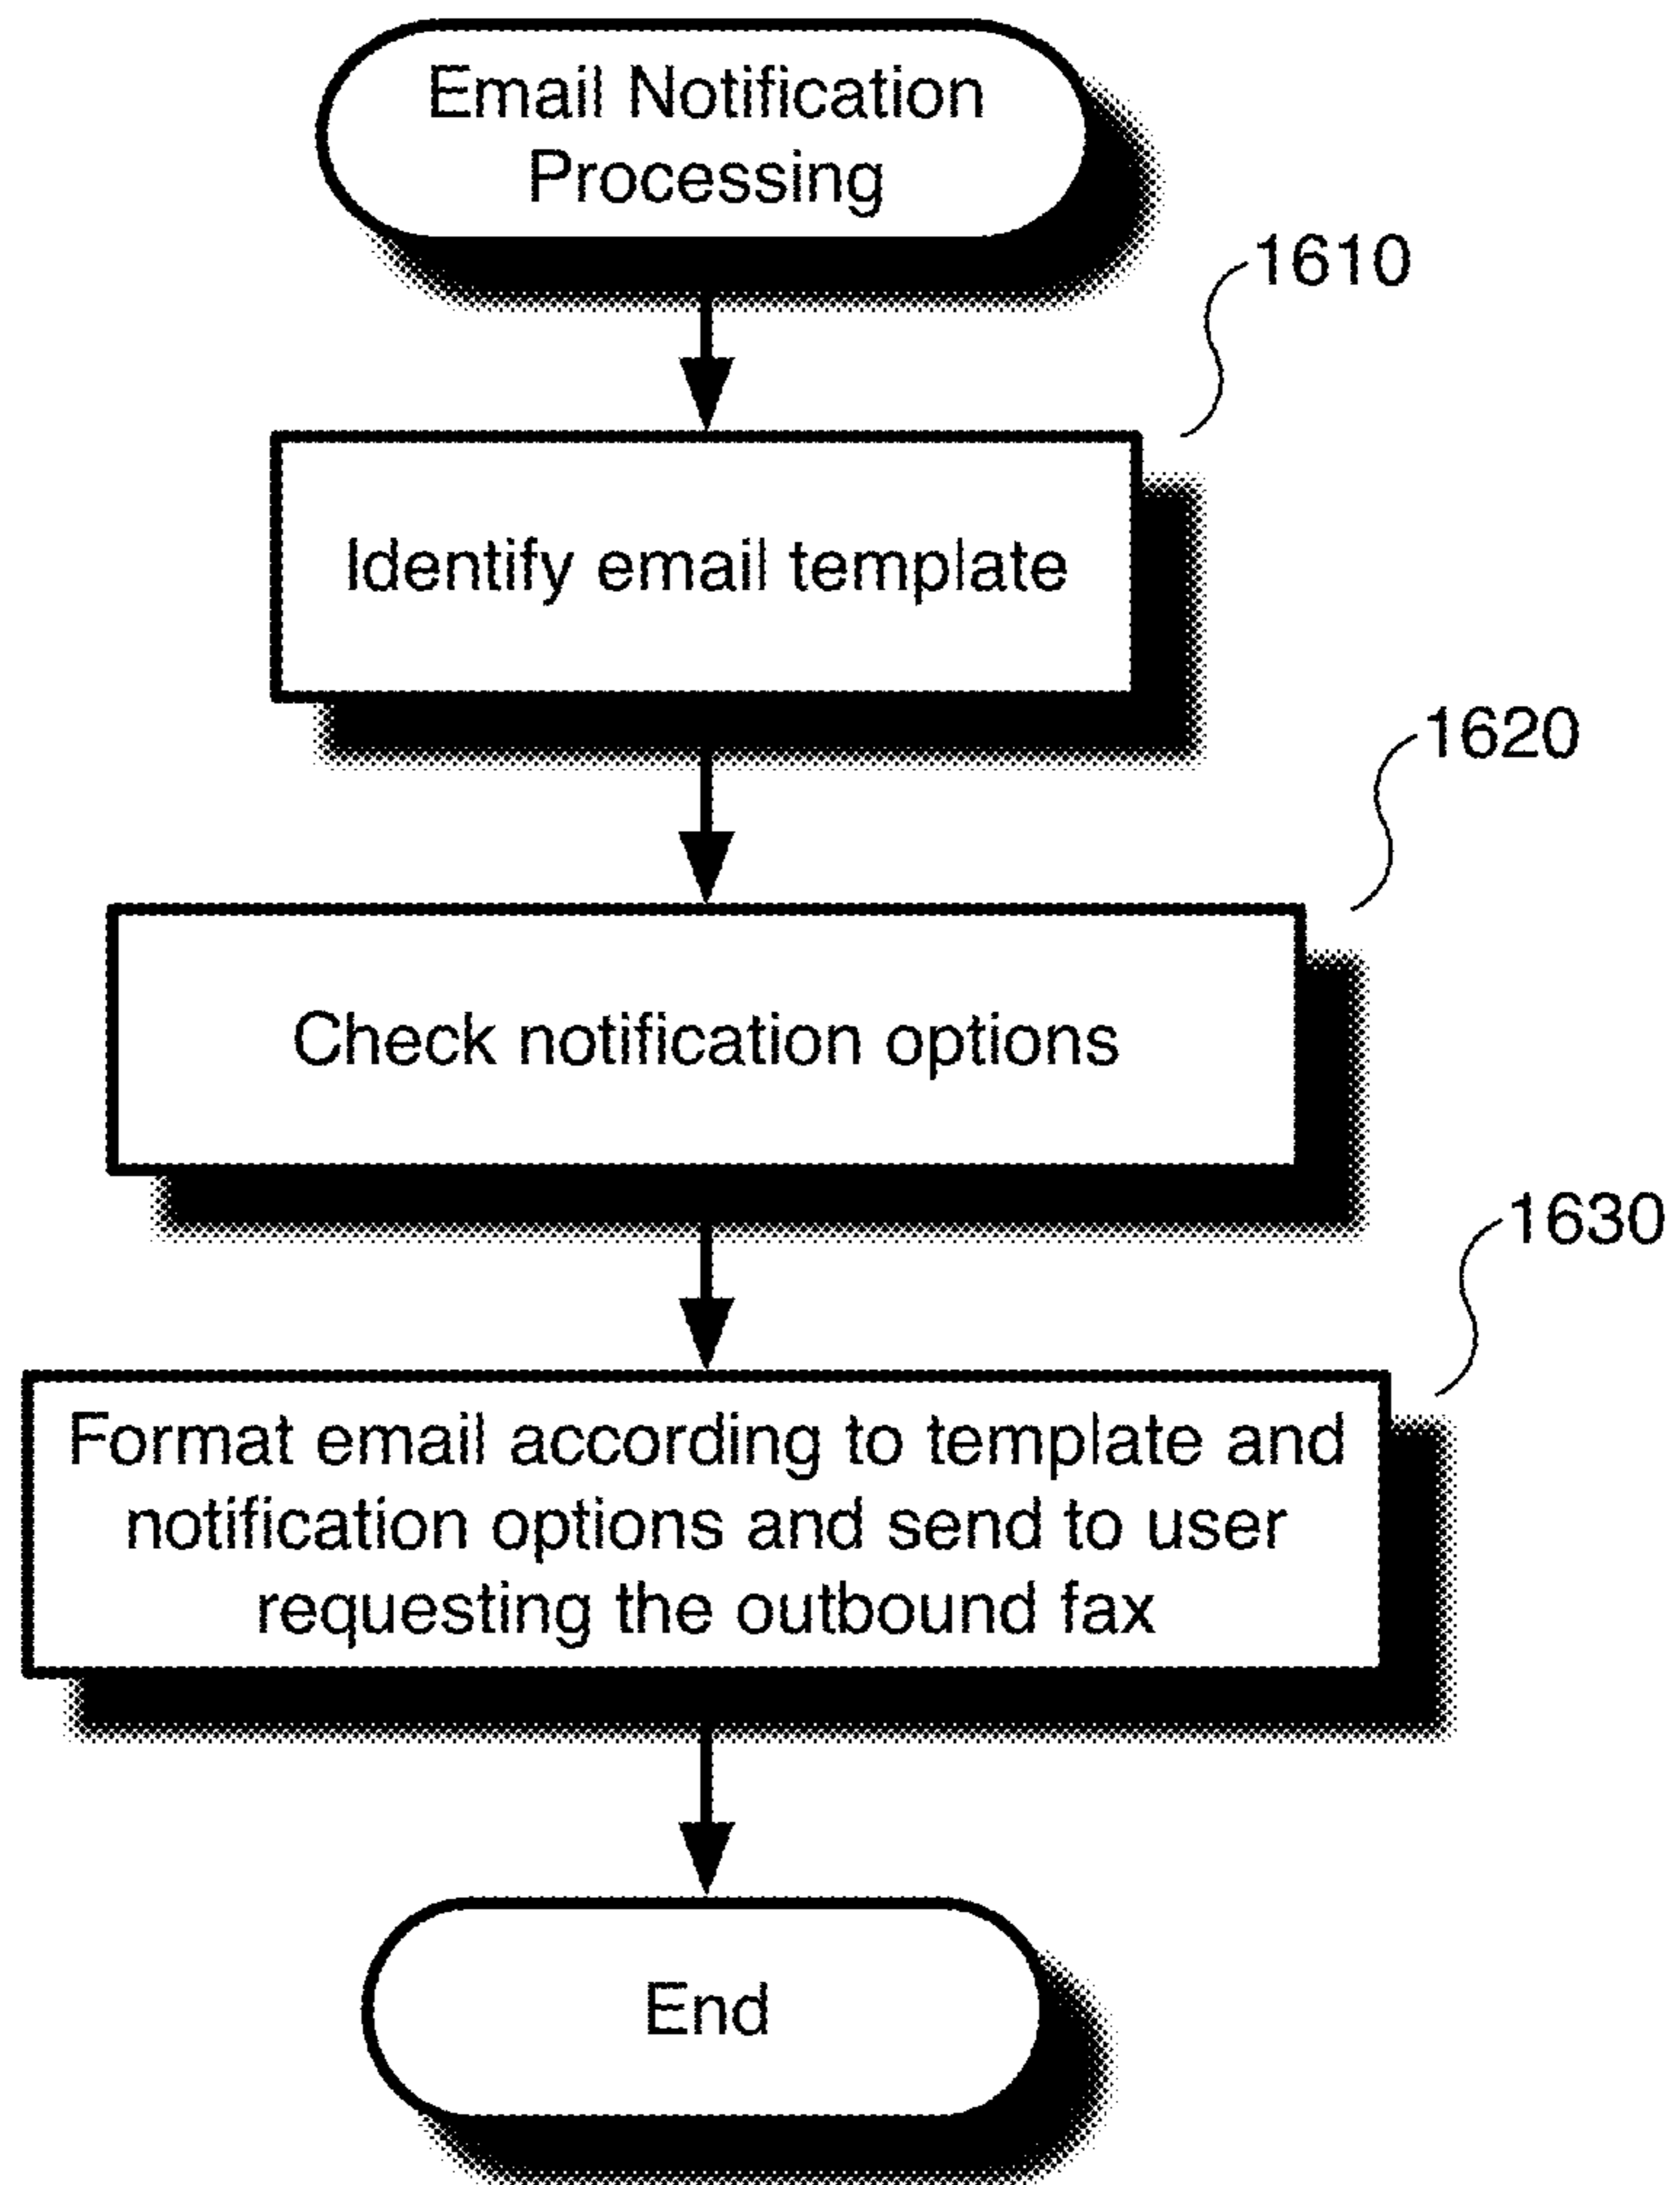 Email Notification
Processing
1610
Identify email template
1620
Check notification options
1630
Format email according to template and
notification options and send to user
requesting the outbound fax
End